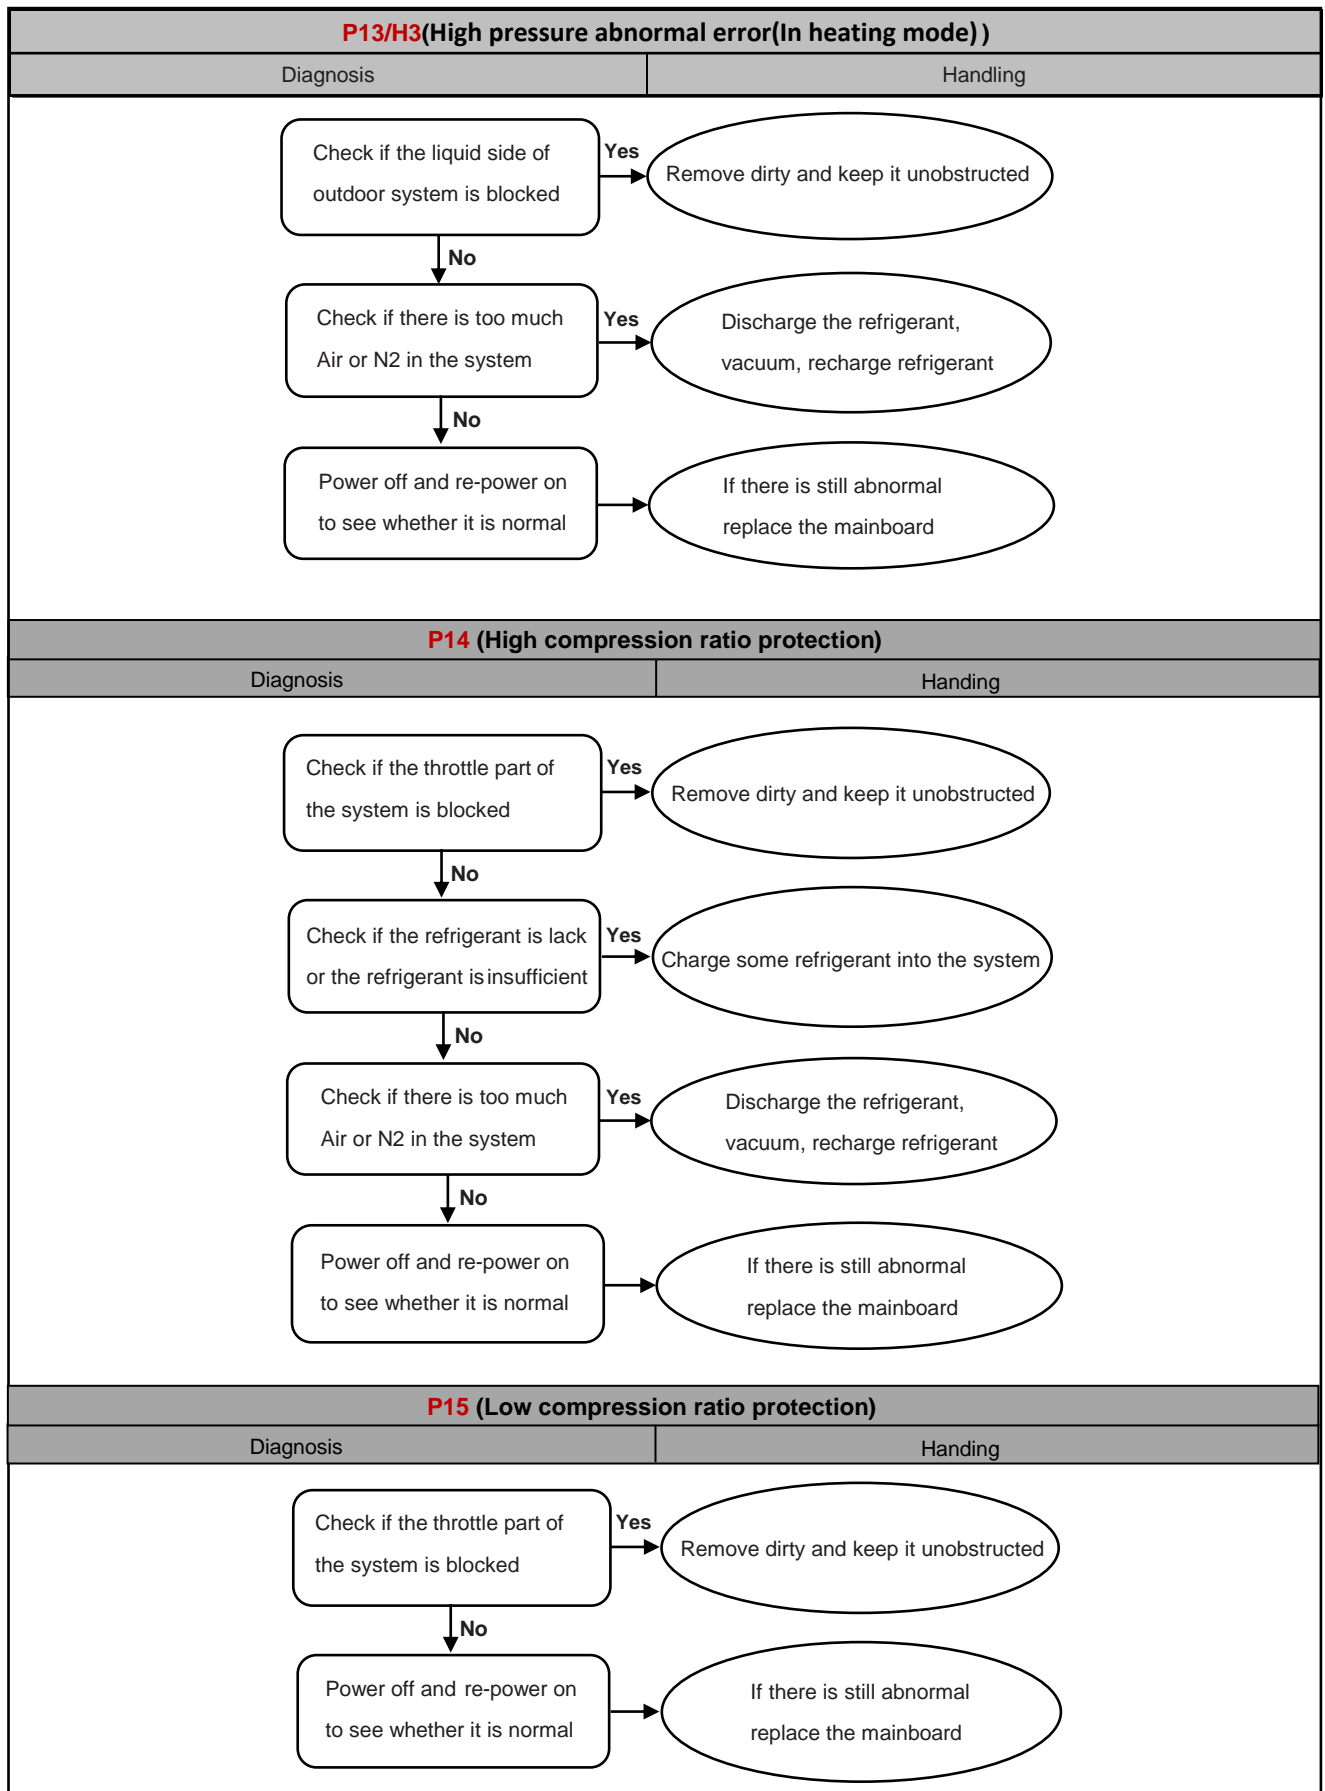 P13/H3(High pressure abnormal error(In heating mode))
Diagnosis
Handling
Check if the liquid side of
outdoor system is blocked
Yes
Remove dirty and keep it unobstructed
No
Check if there is too much
Air or N2 in the system
Yes
Discharge the refrigerant,
vacuum, recharge refrigerant
No
Power off and re-power on
to see whether it is normal
If there is still abnormal
replace the mainboard
P14 (High compression ratio protection)
Diagnosis
Handing
Check if the throttle part of
the system is blocked
Yes
Remove dirty and keep it unobstructed
No
Check if the refrigerant is lack
or the refrigerant is insufficient
Yes
Charge some refrigerant into the system
No
Check if there is too much
Air or N2 in the system
Yes
Discharge the refrigerant,
vacuum, recharge refrigerant
No
Power off and re-power on
to see whether it is normal
If there is still abnormal
replace the mainboard
P15 (Low compression ratio protection)
Diagnosis
Handing
Check if the throttle part of
the system is blocked
Yes
Remove dirty and keep it unobstructed
No
Power off and re-power on
to see whether it is normal
If there is still abnormal
replace the mainboard